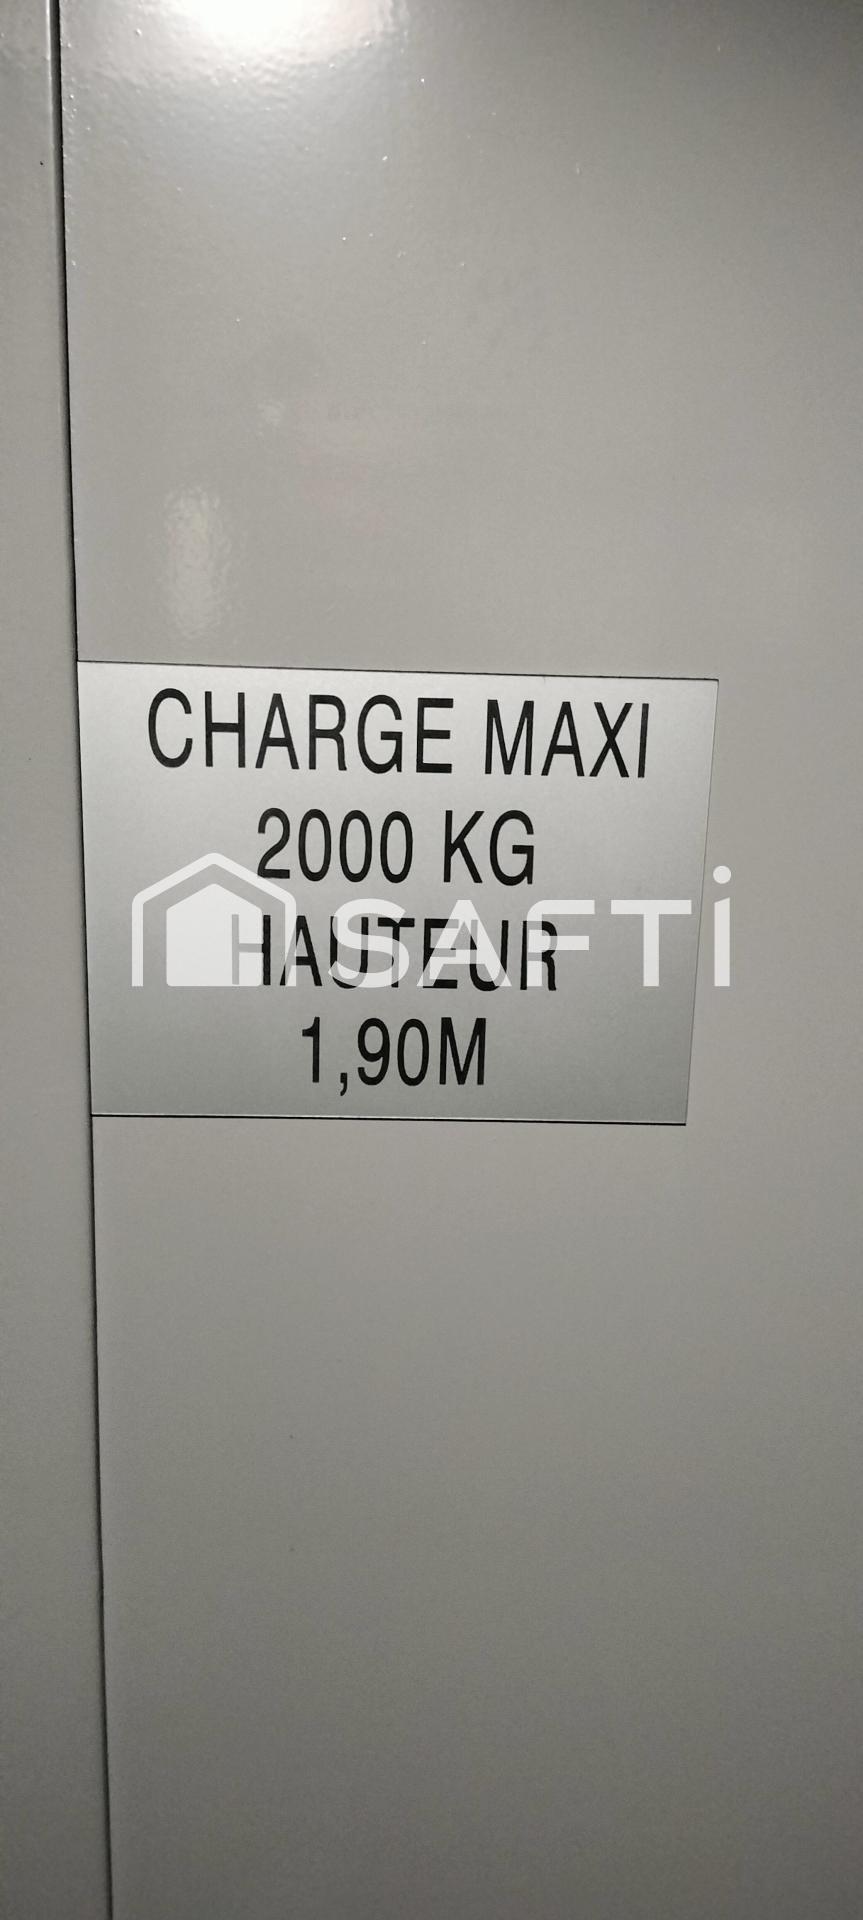 CHARGE MAXI
2000 KG
HAUTEUR
1,90M
SAFTi